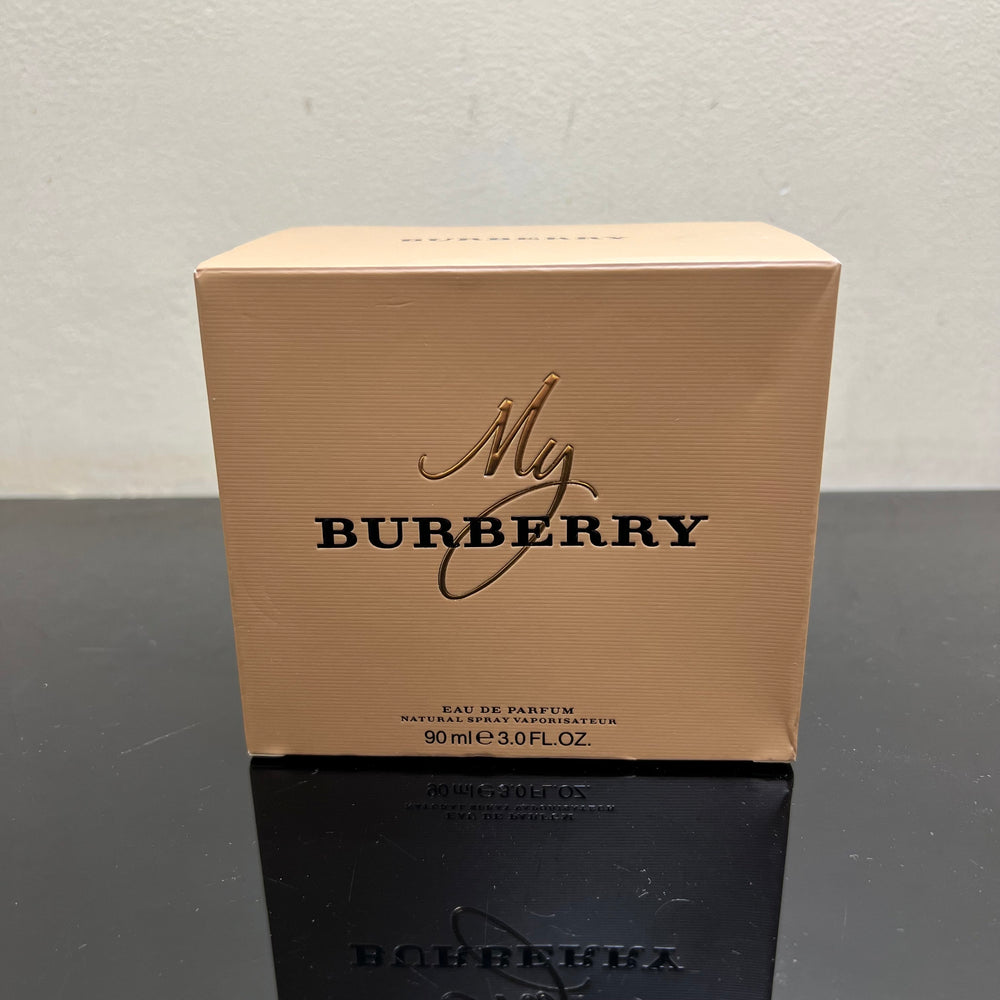 BURBERRY
My
BURBERRY
EAU DE PARFUM
NATURAL SPRAY VAPORISATEUR
90 ml ℮ 3.0 FL.OZ.